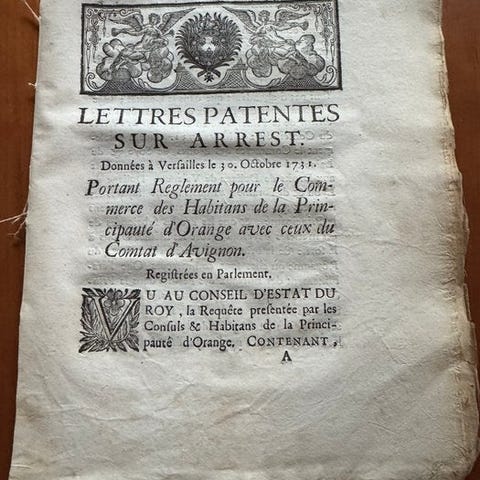 LETTRES PATENTES
SUR ARREST.
Données à Versailles le 30. Octobre 1731.
Portant Reglement pour le Com-
merce des Habitans de la Prin-
cipauté d'Orange avec ceux du
Comtat d'Avignon.
Registrées en Parlement.
VU AU CONSEIL D'ESTAT DU
ROY, la Requête presentée par les
Consuls & Habitans de la Princi-
pauté d'Orange. CONTENANT,
A